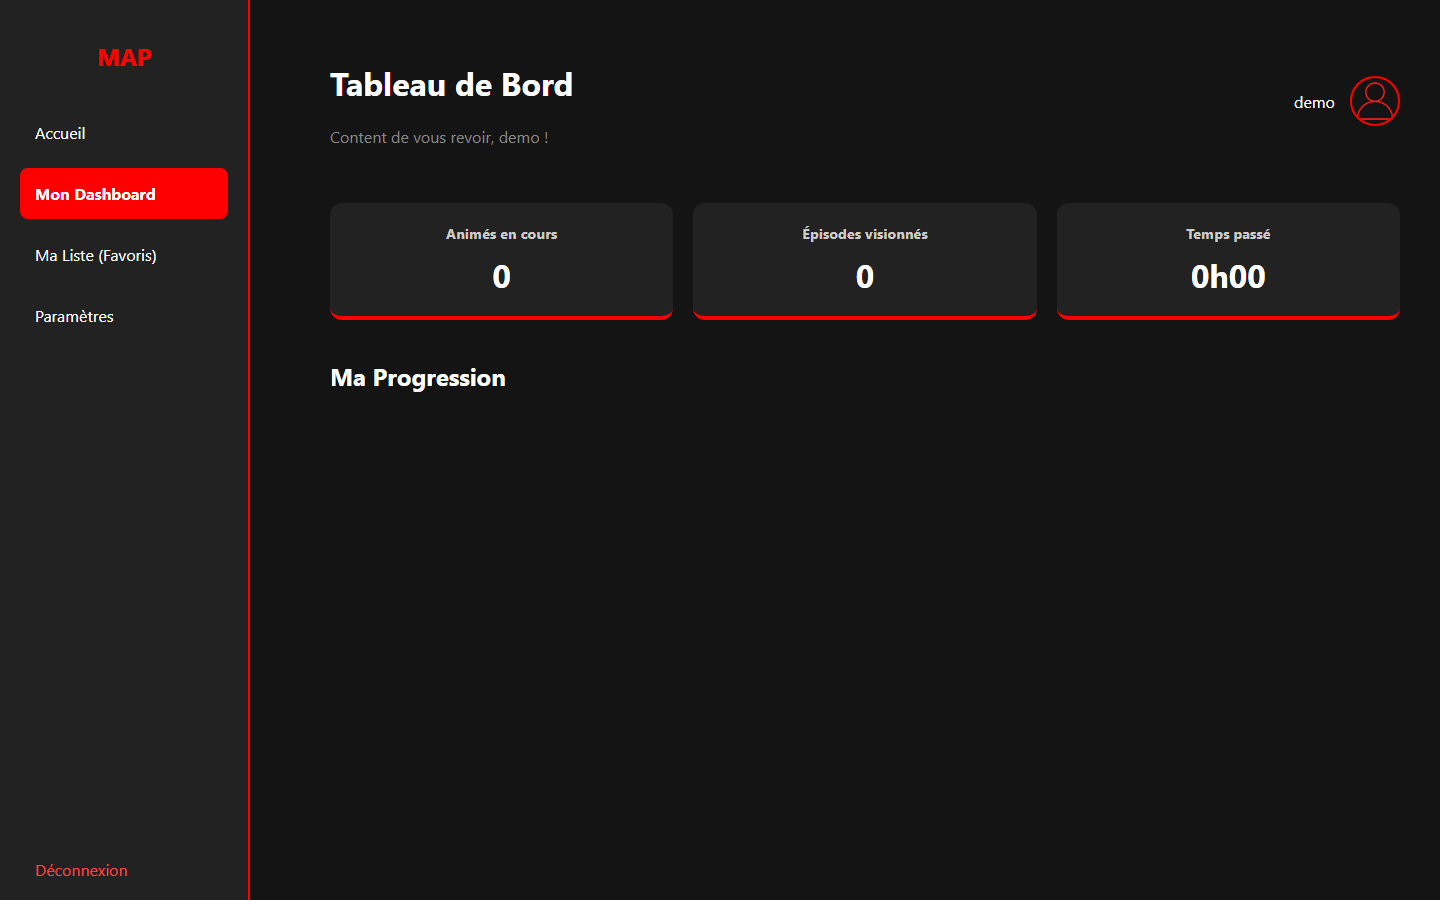 MAP
Accueil
Mon Dashboard
Ma Liste (Favoris)
Paramètres
Déconnexion
Tableau de Bord
Content de vous revoir, demo !
demo
Animés en cours
0
Épisodes visionnés
0
Temps passé
0h00
Ma Progression